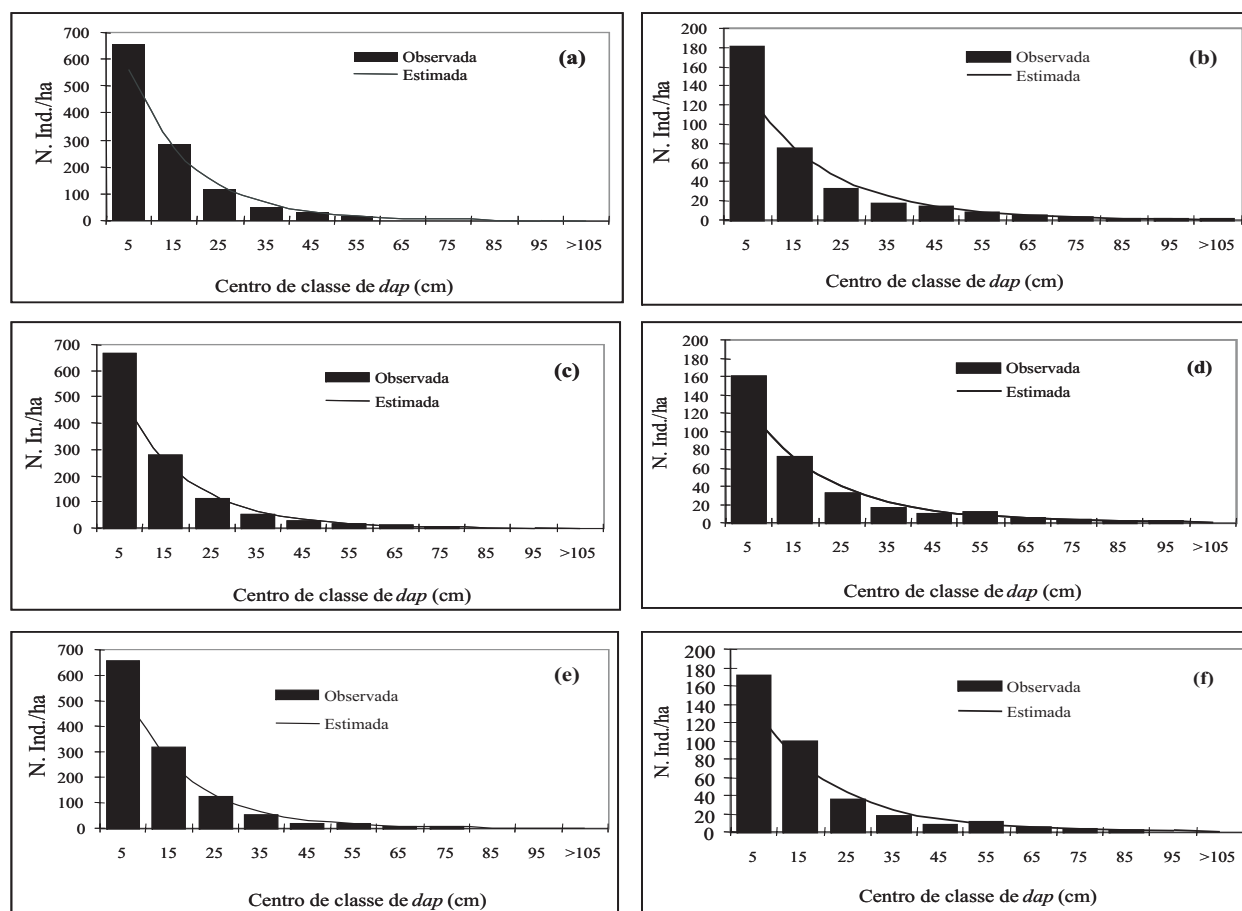 700
600
500
400
300
200
100
0
N. Ind./ha
Observada
Estimada
(a)
5 15 25 35 45 55 65 75 85 95 >105
Centro de classe de dap (cm)
200
180
160
140
120
100
80
60
40
20
0
N. Ind./ha
Observada
Estimada
(b)
5 15 25 35 45 55 65 75 85 95 >105
Centro de classe de dap (cm)
700
600
500
400
300
200
100
0
N. In./ha
Observada
Estimada
(c)
5 15 25 35 45 55 65 75 85 95 >105
Centro de classe de dap (cm)
200
180
160
140
120
100
80
60
40
20
0
N. Ind./ha
Observada
Estimada
(d)
5 15 25 35 45 55 65 75 85 95 >105
Centro de classe de dap (cm)
700
600
500
400
300
200
100
0
N. Ind./ha
Observada
Estimada
(e)
5 15 25 35 45 55 65 75 85 95 >105
Centro de classe de dap (cm)
200
180
160
140
120
100
80
60
40
20
0
N. Ind./ha
Observada
Estimada
(f)
5 15 25 35 45 55 65 75 85 95 >105
Centro de classe de dap (cm)